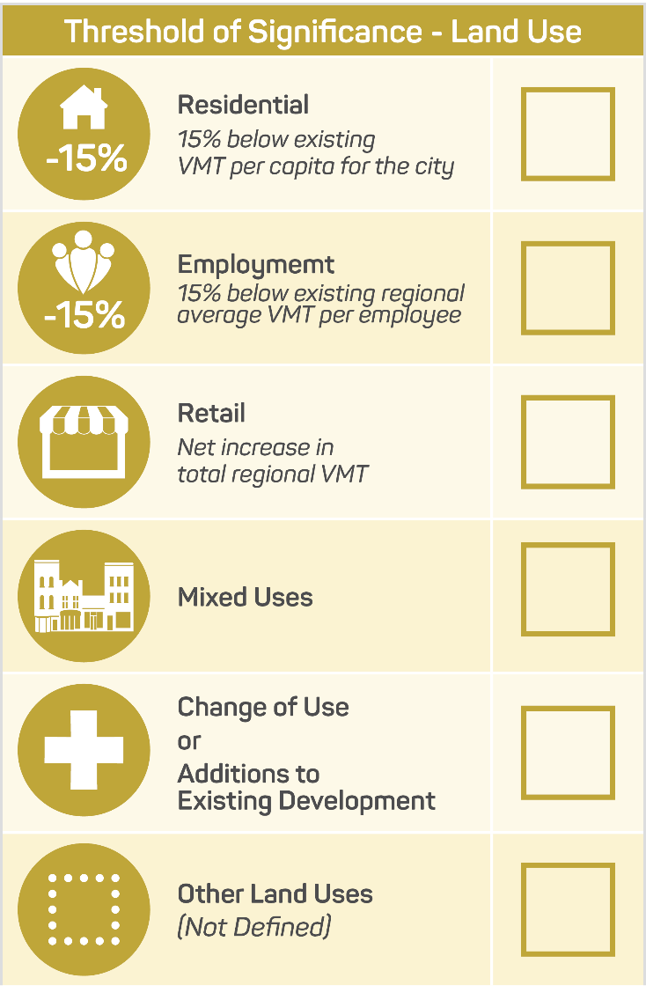 Threshold of Significance - Land Use
-15%
Residential
15% below existing
VMT per capita for the city
-15%
Employmemt
15% below existing regional
average VMT per employee
Retail
Net increase in
total regional VMT
Mixed Uses
Change of Use
or
Additions to
Existing Development
Other Land Uses
(Not Defined)